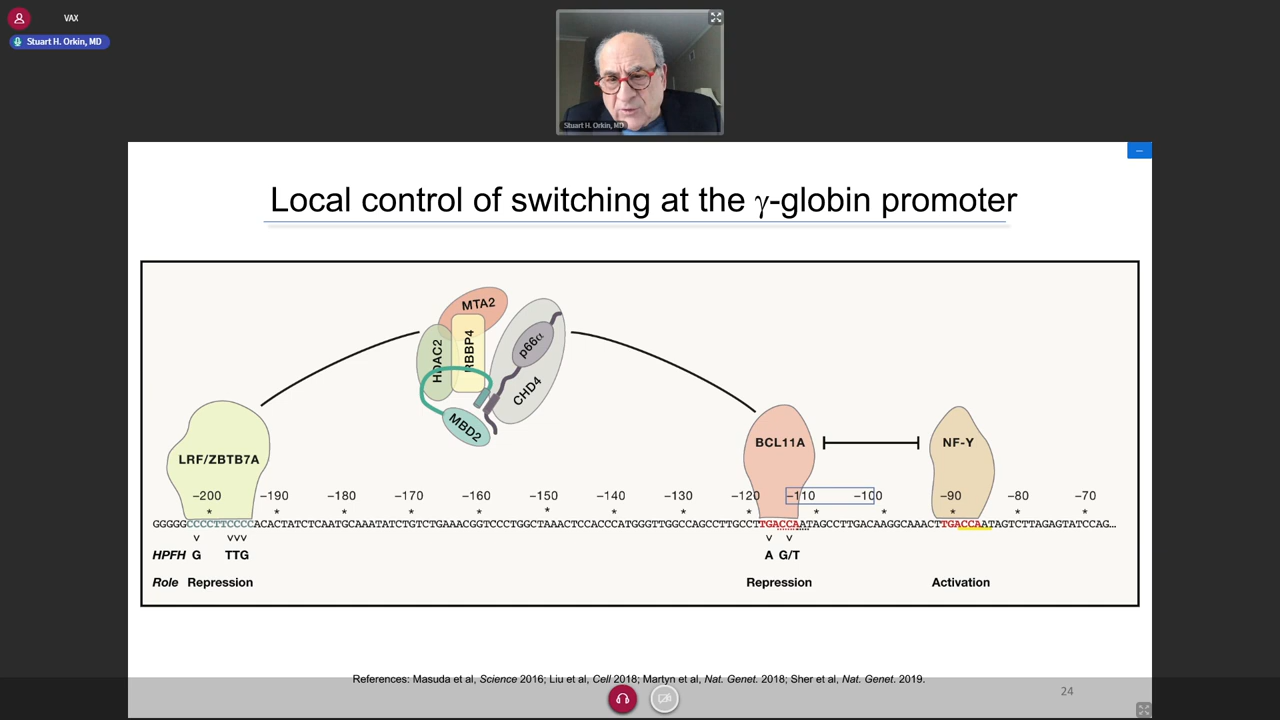 VAX
Stuart H. Orkin, MD
Stuart H. Orkin, MD
Local control of switching at the γ-globin promoter
MTA2
HDAC2
RBBP4
p66α
CHD4
MBD2
LRF/ZBTB7A
BCL11A
NF-Y
−200 −190 −180 −170 −160 −150 −140 −130 −120 −110 −100 −90 −80 −70
* * * * * * * * * * * * * *
GGGGGCCCCTTCCCCACACTATCTCAATGCAAATATCTGTCTGAAACGGTCCCTGGCTAAACTCCACCCATGGGTTGGCCAGCCTTGCCTTGACCAATAGCCTTGACAAGGCAAACTTGACCAATAGTCTTAGAGTATCCAG...
HPFH G TTG A G/T
Role Repression Repression Activation
References: Masuda et al, Science 2016; Liu et al, Cell 2018; Martyn et al, Nat. Genet. 2018; Sher et al, Nat. Genet. 2019.
24